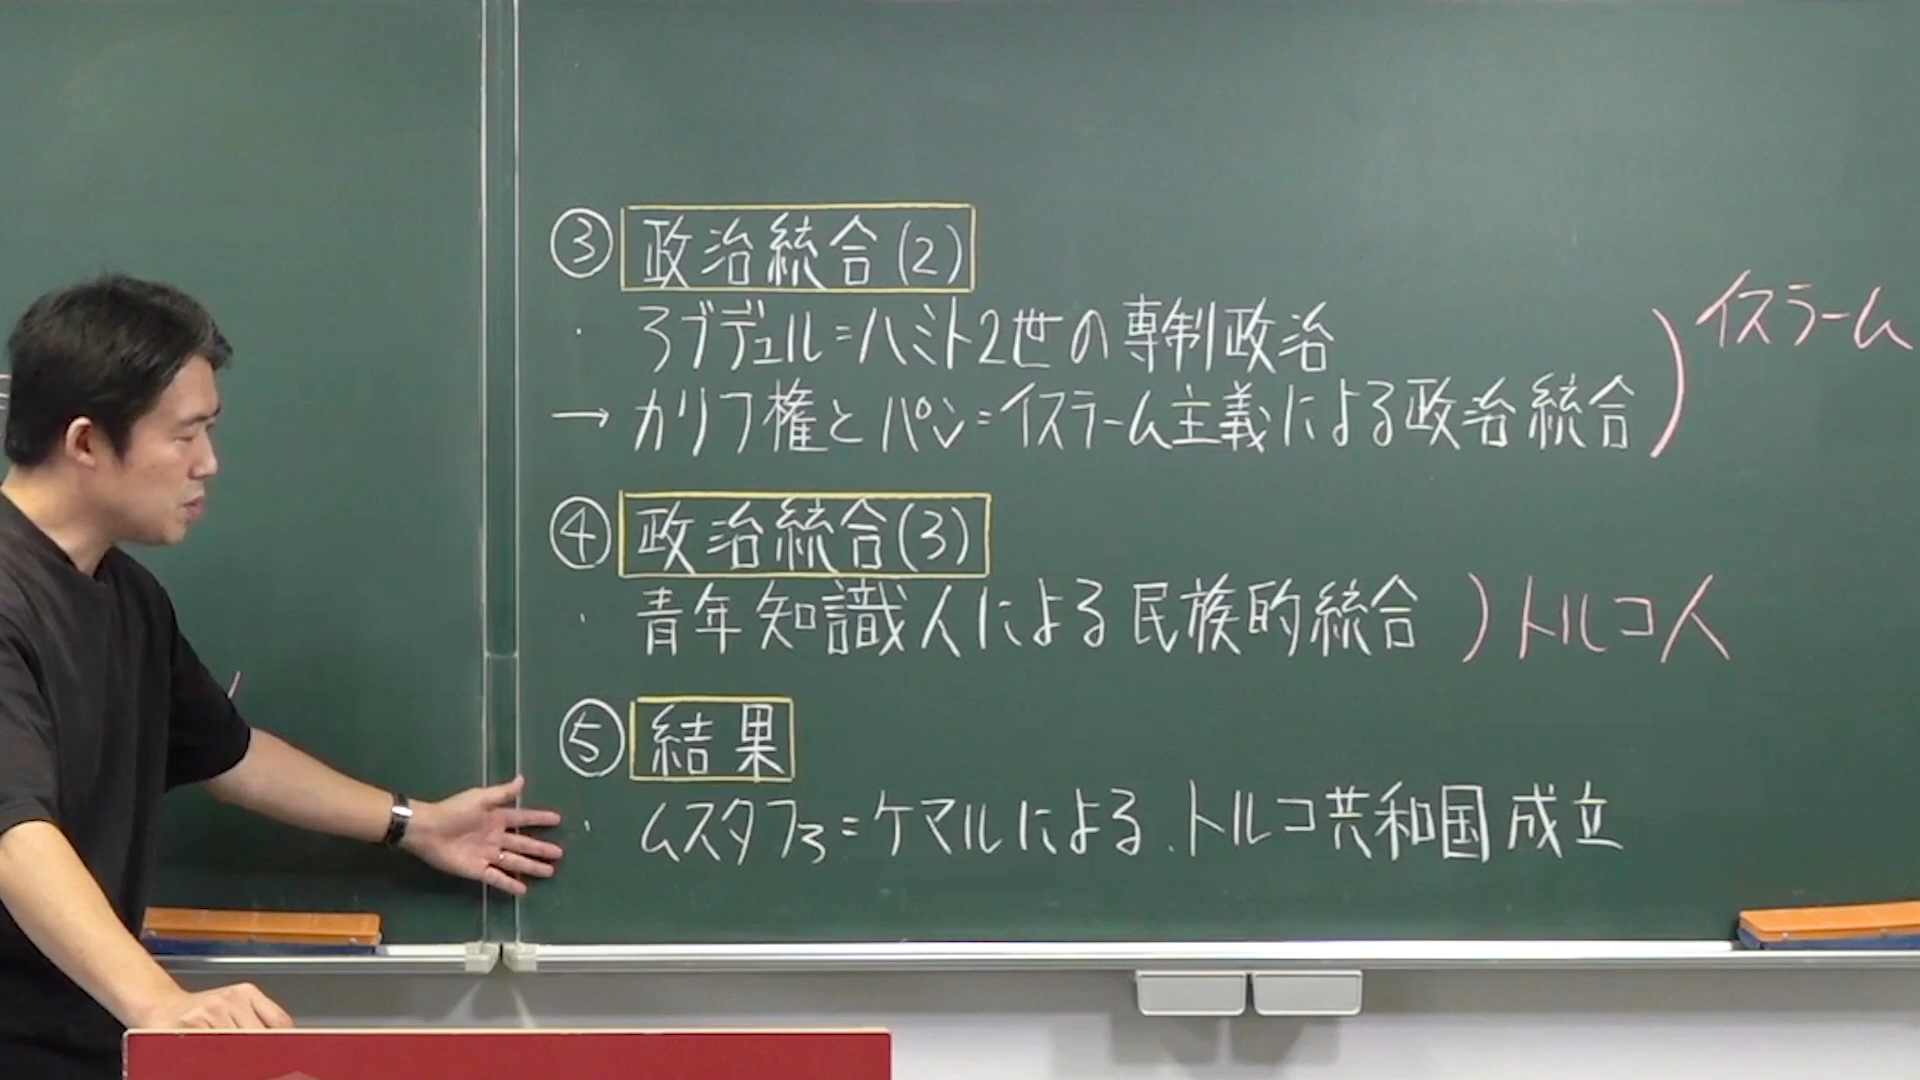 ③ 政治統合(2)
・ アブデュル=ハミト2世の専制政治
→ カリフ権とパン=イスラーム主義による政治統合 ) イスラーム
④ 政治統合(3)
・ 青年知識人による民族的統合 ) トルコ人
⑤ 結果
・ ムスタファ=ケマルによる、トルコ共和国成立